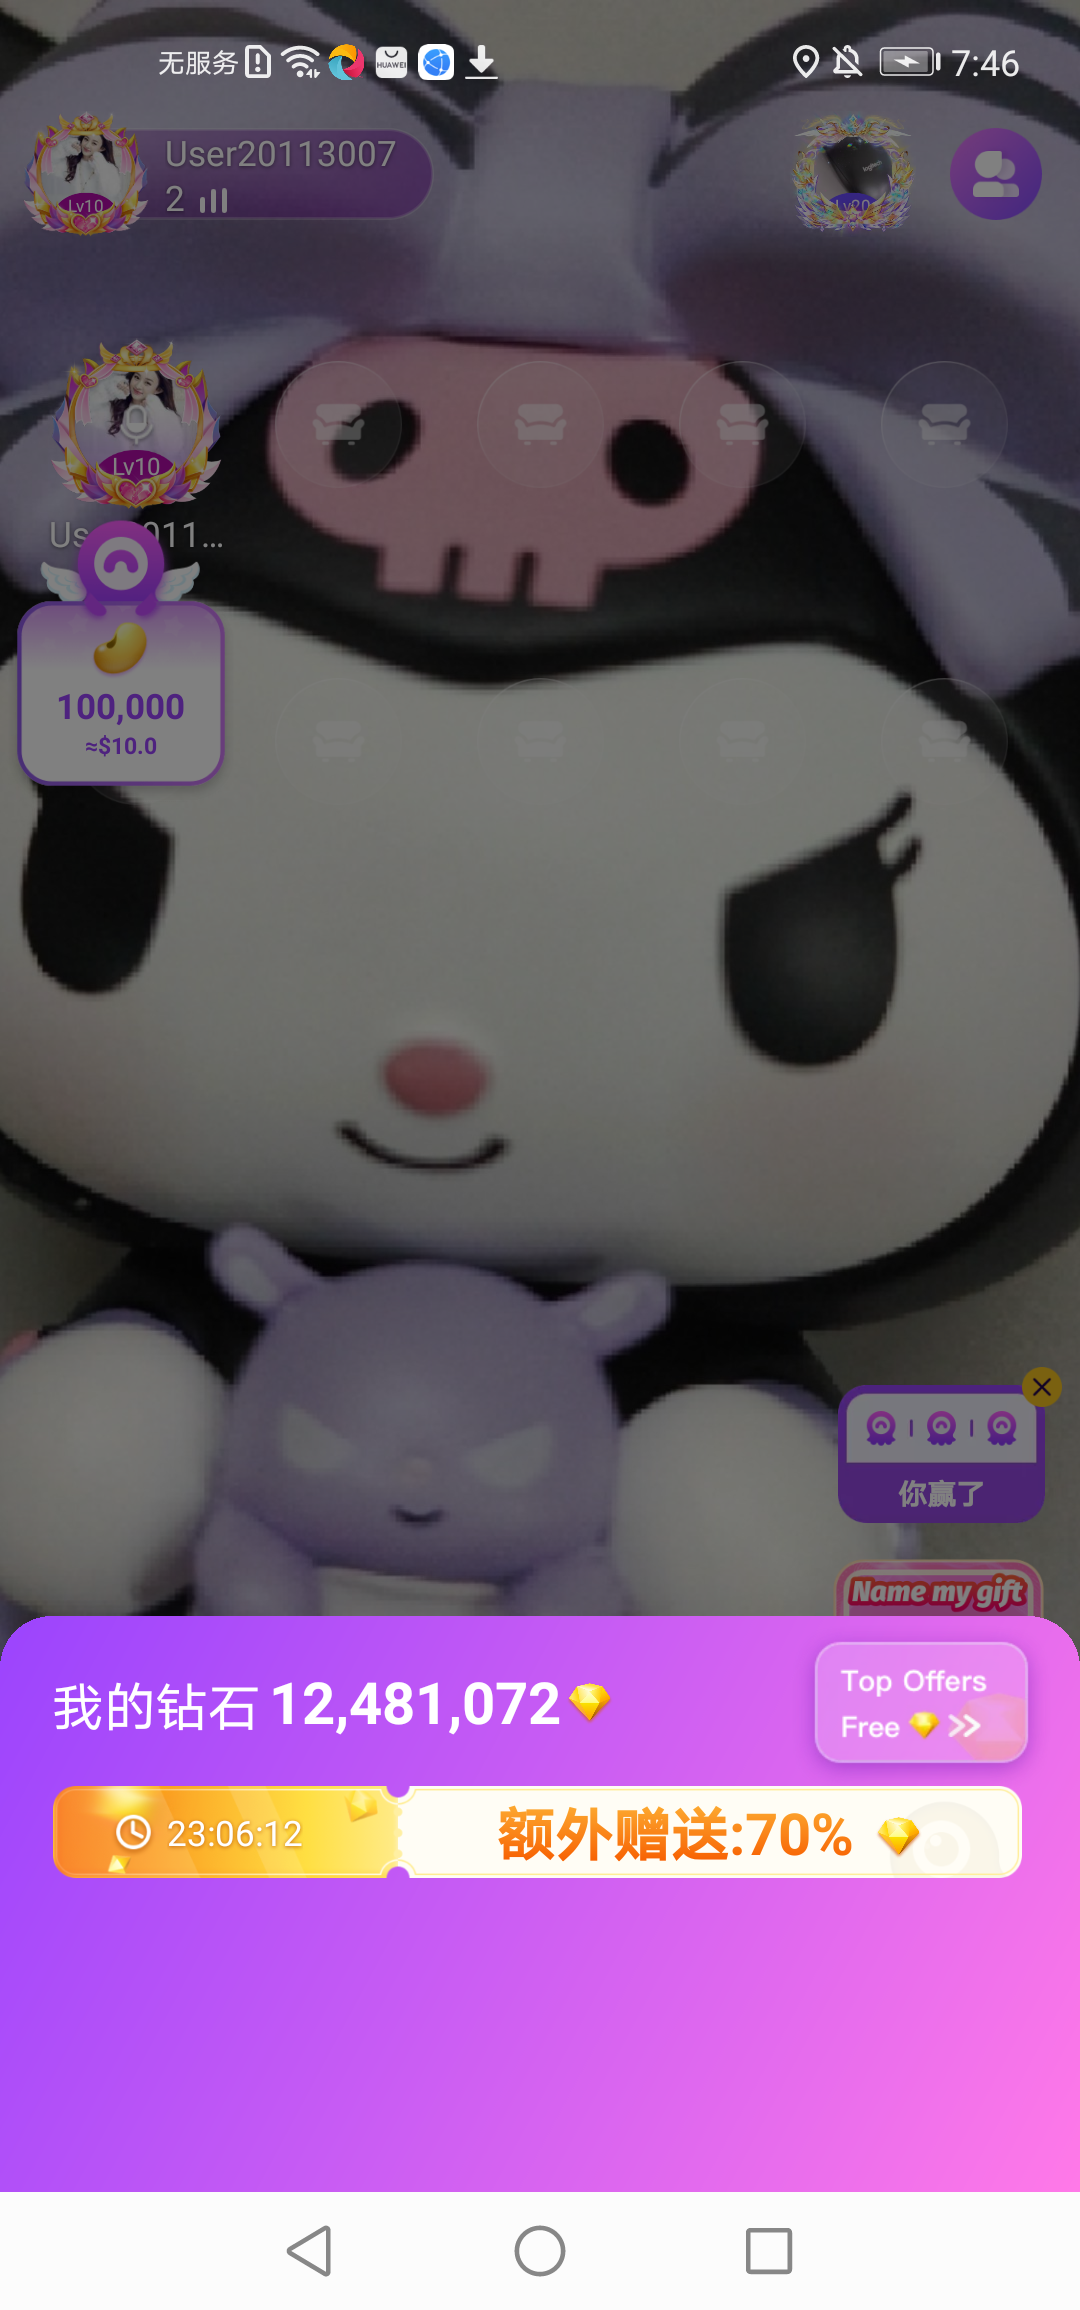 无服务
HUAWEI
7:46
User20113007
2
Lv10
logitech
Lv20
Lv10
100,000
≈$10.0
你赢了
Name my gift
我的钻石 12,481,072
Top Offers
Free
23:06:12
额外赠送:70%